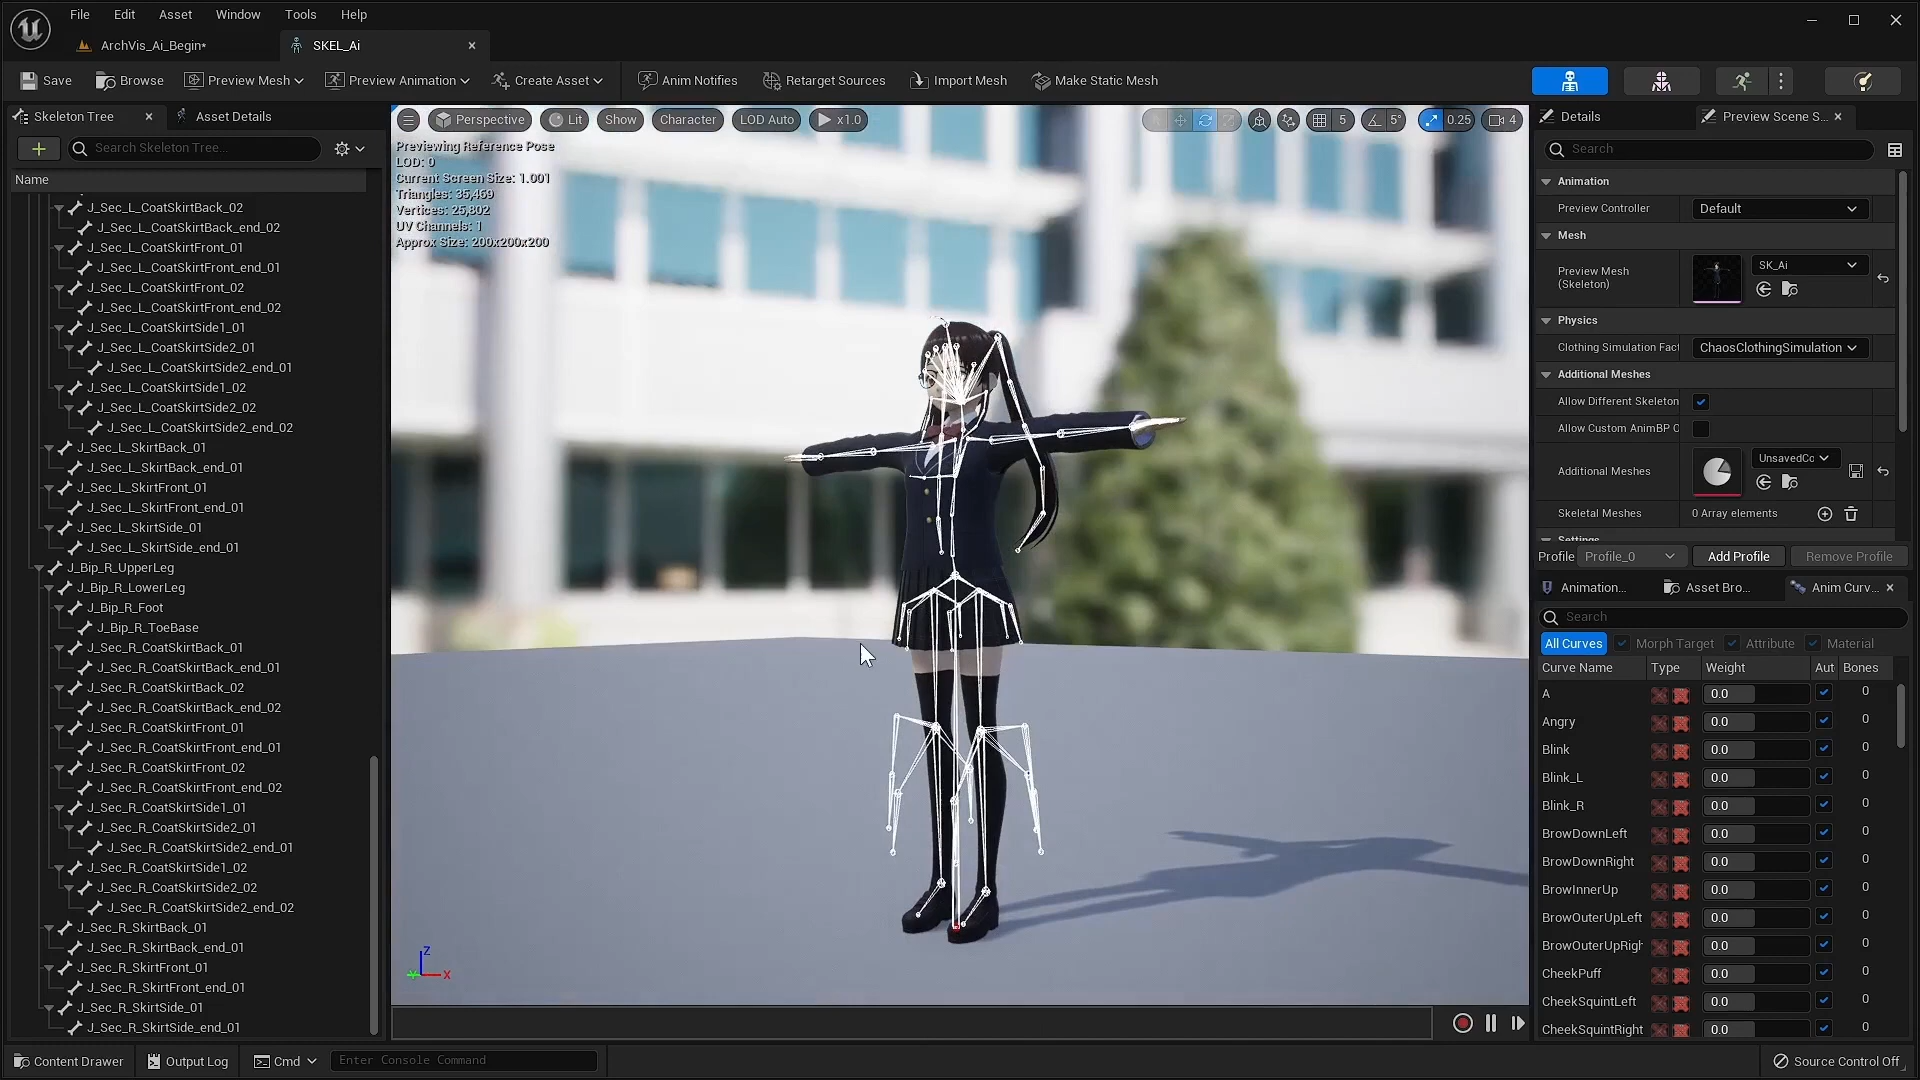 File Edit Asset Window Tools Help
ArchVis_Ai_Begin*
SKEL_Ai
Save
Browse
Preview Mesh
Preview Animation
Create Asset
Anim Notifies
Retarget Sources
Import Mesh
Make Static Mesh
Skeleton Tree
Asset Details
Search Skeleton Tree...
Name
J_Sec_L_CoatSkirtBack_02
J_Sec_L_CoatSkirtBack_end_02
J_Sec_L_CoatSkirtFront_01
J_Sec_L_CoatSkirtFront_end_01
J_Sec_L_CoatSkirtFront_02
J_Sec_L_CoatSkirtFront_end_02
J_Sec_L_CoatSkirtSide1_01
J_Sec_L_CoatSkirtSide2_01
J_Sec_L_CoatSkirtSide2_end_01
J_Sec_L_CoatSkirtSide1_02
J_Sec_L_CoatSkirtSide2_02
J_Sec_L_CoatSkirtSide2_end_02
J_Sec_L_SkirtBack_01
J_Sec_L_SkirtBack_end_01
J_Sec_L_SkirtFront_01
J_Sec_L_SkirtFront_end_01
J_Sec_L_SkirtSide_01
J_Sec_L_SkirtSide_end_01
J_Bip_R_UpperLeg
J_Bip_R_LowerLeg
J_Bip_R_Foot
J_Bip_R_ToeBase
J_Sec_R_CoatSkirtBack_01
J_Sec_R_CoatSkirtBack_end_01
J_Sec_R_CoatSkirtBack_02
J_Sec_R_CoatSkirtBack_end_02
J_Sec_R_CoatSkirtFront_01
J_Sec_R_CoatSkirtFront_end_01
J_Sec_R_CoatSkirtFront_02
J_Sec_R_CoatSkirtFront_end_02
J_Sec_R_CoatSkirtSide1_01
J_Sec_R_CoatSkirtSide2_01
J_Sec_R_CoatSkirtSide2_end_01
J_Sec_R_CoatSkirtSide1_02
J_Sec_R_CoatSkirtSide2_02
J_Sec_R_CoatSkirtSide2_end_02
J_Sec_R_SkirtBack_01
J_Sec_R_SkirtBack_end_01
J_Sec_R_SkirtFront_01
J_Sec_R_SkirtFront_end_01
J_Sec_R_SkirtSide_01
J_Sec_R_SkirtSide_end_01
Perspective Lit Show Character LOD Auto x1.0
5 5° 0.25 4
Previewing Reference Pose
LOD: 0
Current Screen Size: 1.001
Triangles: 35,469
Vertices: 25,802
UV Channels: 1
Approx Size: 200x200x200
Z
Y
X
Details
Preview Scene S...
Search
Animation
Preview Controller
Default
Mesh
Preview Mesh
(Skeleton)
SK_Ai
Physics
Clothing Simulation Fact
ChaosClothingSimulation
Additional Meshes
Allow Different Skeleton
Allow Custom AnimBP O
Additional Meshes
UnsavedCo
Skeletal Meshes
0 Array elements
Settings
Profile
Profile_0
Add Profile
Remove Profile
Animation...
Asset Bro...
Anim Curv...
Search
All Curves
Morph Target
Attribute
Material
Curve Name Type Weight Aut Bones
A 0.0 0
Angry 0.0 0
Blink 0.0 0
Blink_L 0.0 0
Blink_R 0.0 0
BrowDownLeft 0.0 0
BrowDownRight 0.0 0
BrowInnerUp 0.0 0
BrowOuterUpLeft 0.0 0
BrowOuterUpRigh 0.0 0
CheekPuff 0.0 0
CheekSquintLeft 0.0 0
CheekSquintRight 0.0 0
Content Drawer
Output Log
Cmd
Enter Console Command
Source Control Off